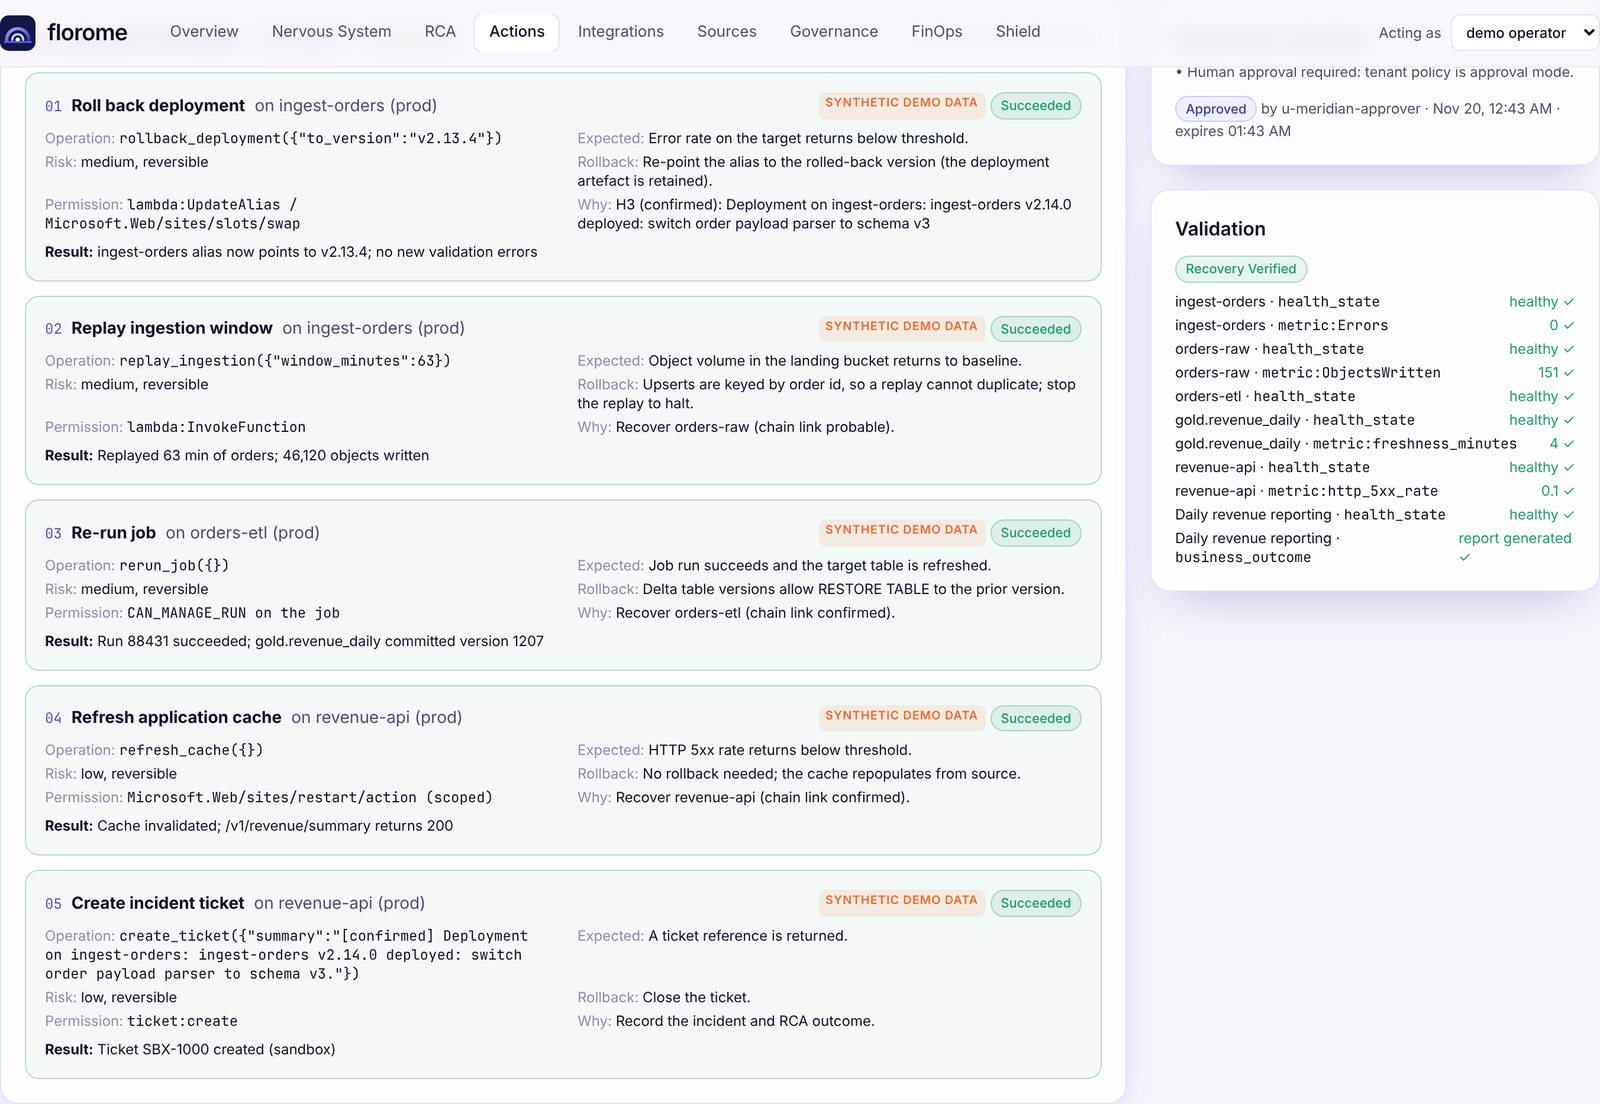 florome
Overview
Nervous System
RCA
Actions
Integrations
Sources
Governance
FinOps
Shield
Acting as
demo operator
01 Roll back deployment on ingest-orders (prod)
SYNTHETIC DEMO DATA
Succeeded
Operation: rollback_deployment({"to_version":"v2.13.4"})
Expected: Error rate on the target returns below threshold.
Risk: medium, reversible
Rollback: Re-point the alias to the rolled-back version (the deployment
artefact is retained).
Permission: lambda:UpdateAlias /
Microsoft.Web/sites/slots/swap
Why: H3 (confirmed): Deployment on ingest-orders: ingest-orders v2.14.0
deployed: switch order payload parser to schema v3
Result: ingest-orders alias now points to v2.13.4; no new validation errors
02 Replay ingestion window on ingest-orders (prod)
SYNTHETIC DEMO DATA
Succeeded
Operation: replay_ingestion({"window_minutes":63})
Expected: Object volume in the landing bucket returns to baseline.
Risk: medium, reversible
Rollback: Upserts are keyed by order id, so a replay cannot duplicate; stop
the replay to halt.
Permission: lambda:InvokeFunction
Why: Recover orders-raw (chain link probable).
Result: Replayed 63 min of orders; 46,120 objects written
03 Re-run job on orders-etl (prod)
SYNTHETIC DEMO DATA
Succeeded
Operation: rerun_job({})
Expected: Job run succeeds and the target table is refreshed.
Risk: medium, reversible
Rollback: Delta table versions allow RESTORE TABLE to the prior version.
Permission: CAN_MANAGE_RUN on the job
Why: Recover orders-etl (chain link confirmed).
Result: Run 88431 succeeded; gold.revenue_daily committed version 1207
04 Refresh application cache on revenue-api (prod)
SYNTHETIC DEMO DATA
Succeeded
Operation: refresh_cache({})
Expected: HTTP 5xx rate returns below threshold.
Risk: low, reversible
Rollback: No rollback needed; the cache repopulates from source.
Permission: Microsoft.Web/sites/restart/action (scoped)
Why: Recover revenue-api (chain link confirmed).
Result: Cache invalidated; /v1/revenue/summary returns 200
05 Create incident ticket on revenue-api (prod)
SYNTHETIC DEMO DATA
Succeeded
Operation: create_ticket({"summary":"[confirmed] Deployment
on ingest-orders: ingest-orders v2.14.0 deployed: switch
order payload parser to schema v3."})
Expected: A ticket reference is returned.
Risk: low, reversible
Rollback: Close the ticket.
Permission: ticket:create
Why: Record the incident and RCA outcome.
Result: Ticket SBX-1000 created (sandbox)
• Human approval required: tenant policy is approval mode.
Approved by u-meridian-approver · Nov 20, 12:43 AM ·
expires 01:43 AM
Validation
Recovery Verified
ingest-orders · health_state healthy ✓
ingest-orders · metric:Errors 0 ✓
orders-raw · health_state healthy ✓
orders-raw · metric:ObjectsWritten 151 ✓
orders-etl · health_state healthy ✓
gold.revenue_daily · health_state healthy ✓
gold.revenue_daily · metric:freshness_minutes 4 ✓
revenue-api · health_state healthy ✓
revenue-api · metric:http_5xx_rate 0.1 ✓
Daily revenue reporting · health_state healthy ✓
Daily revenue reporting · report generated
business_outcome ✓